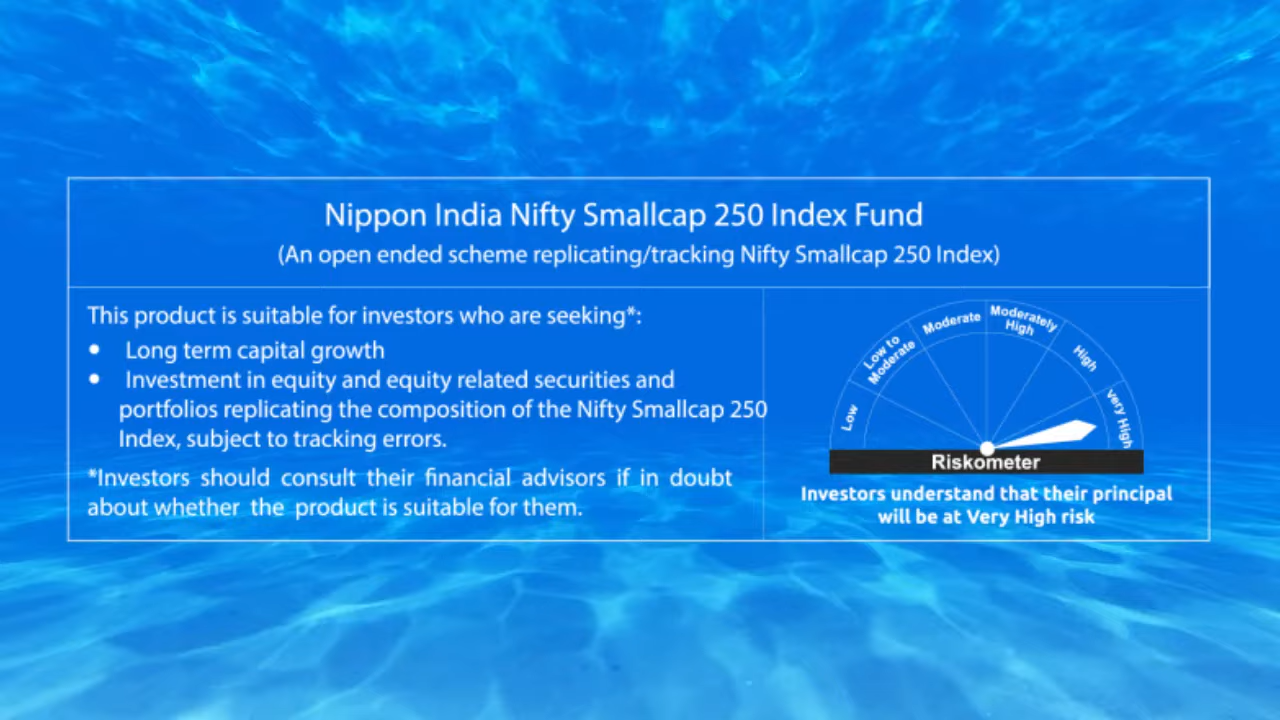 Nippon India Nifty Smallcap 250 Index Fund
(An open ended scheme replicating/tracking Nifty Smallcap 250 Index)
This product is suitable for investors who are seeking*:
• Long term capital growth
• Investment in equity and equity related securities and
portfolios replicating the composition of the Nifty Smallcap 250
Index, subject to tracking errors.
*Investors should consult their financial advisors if in doubt
about whether the product is suitable for them.
Low
Low to
Moderate
Moderate
Moderately
High
High
very High
Riskometer
Investors understand that their principal
will be at Very High risk